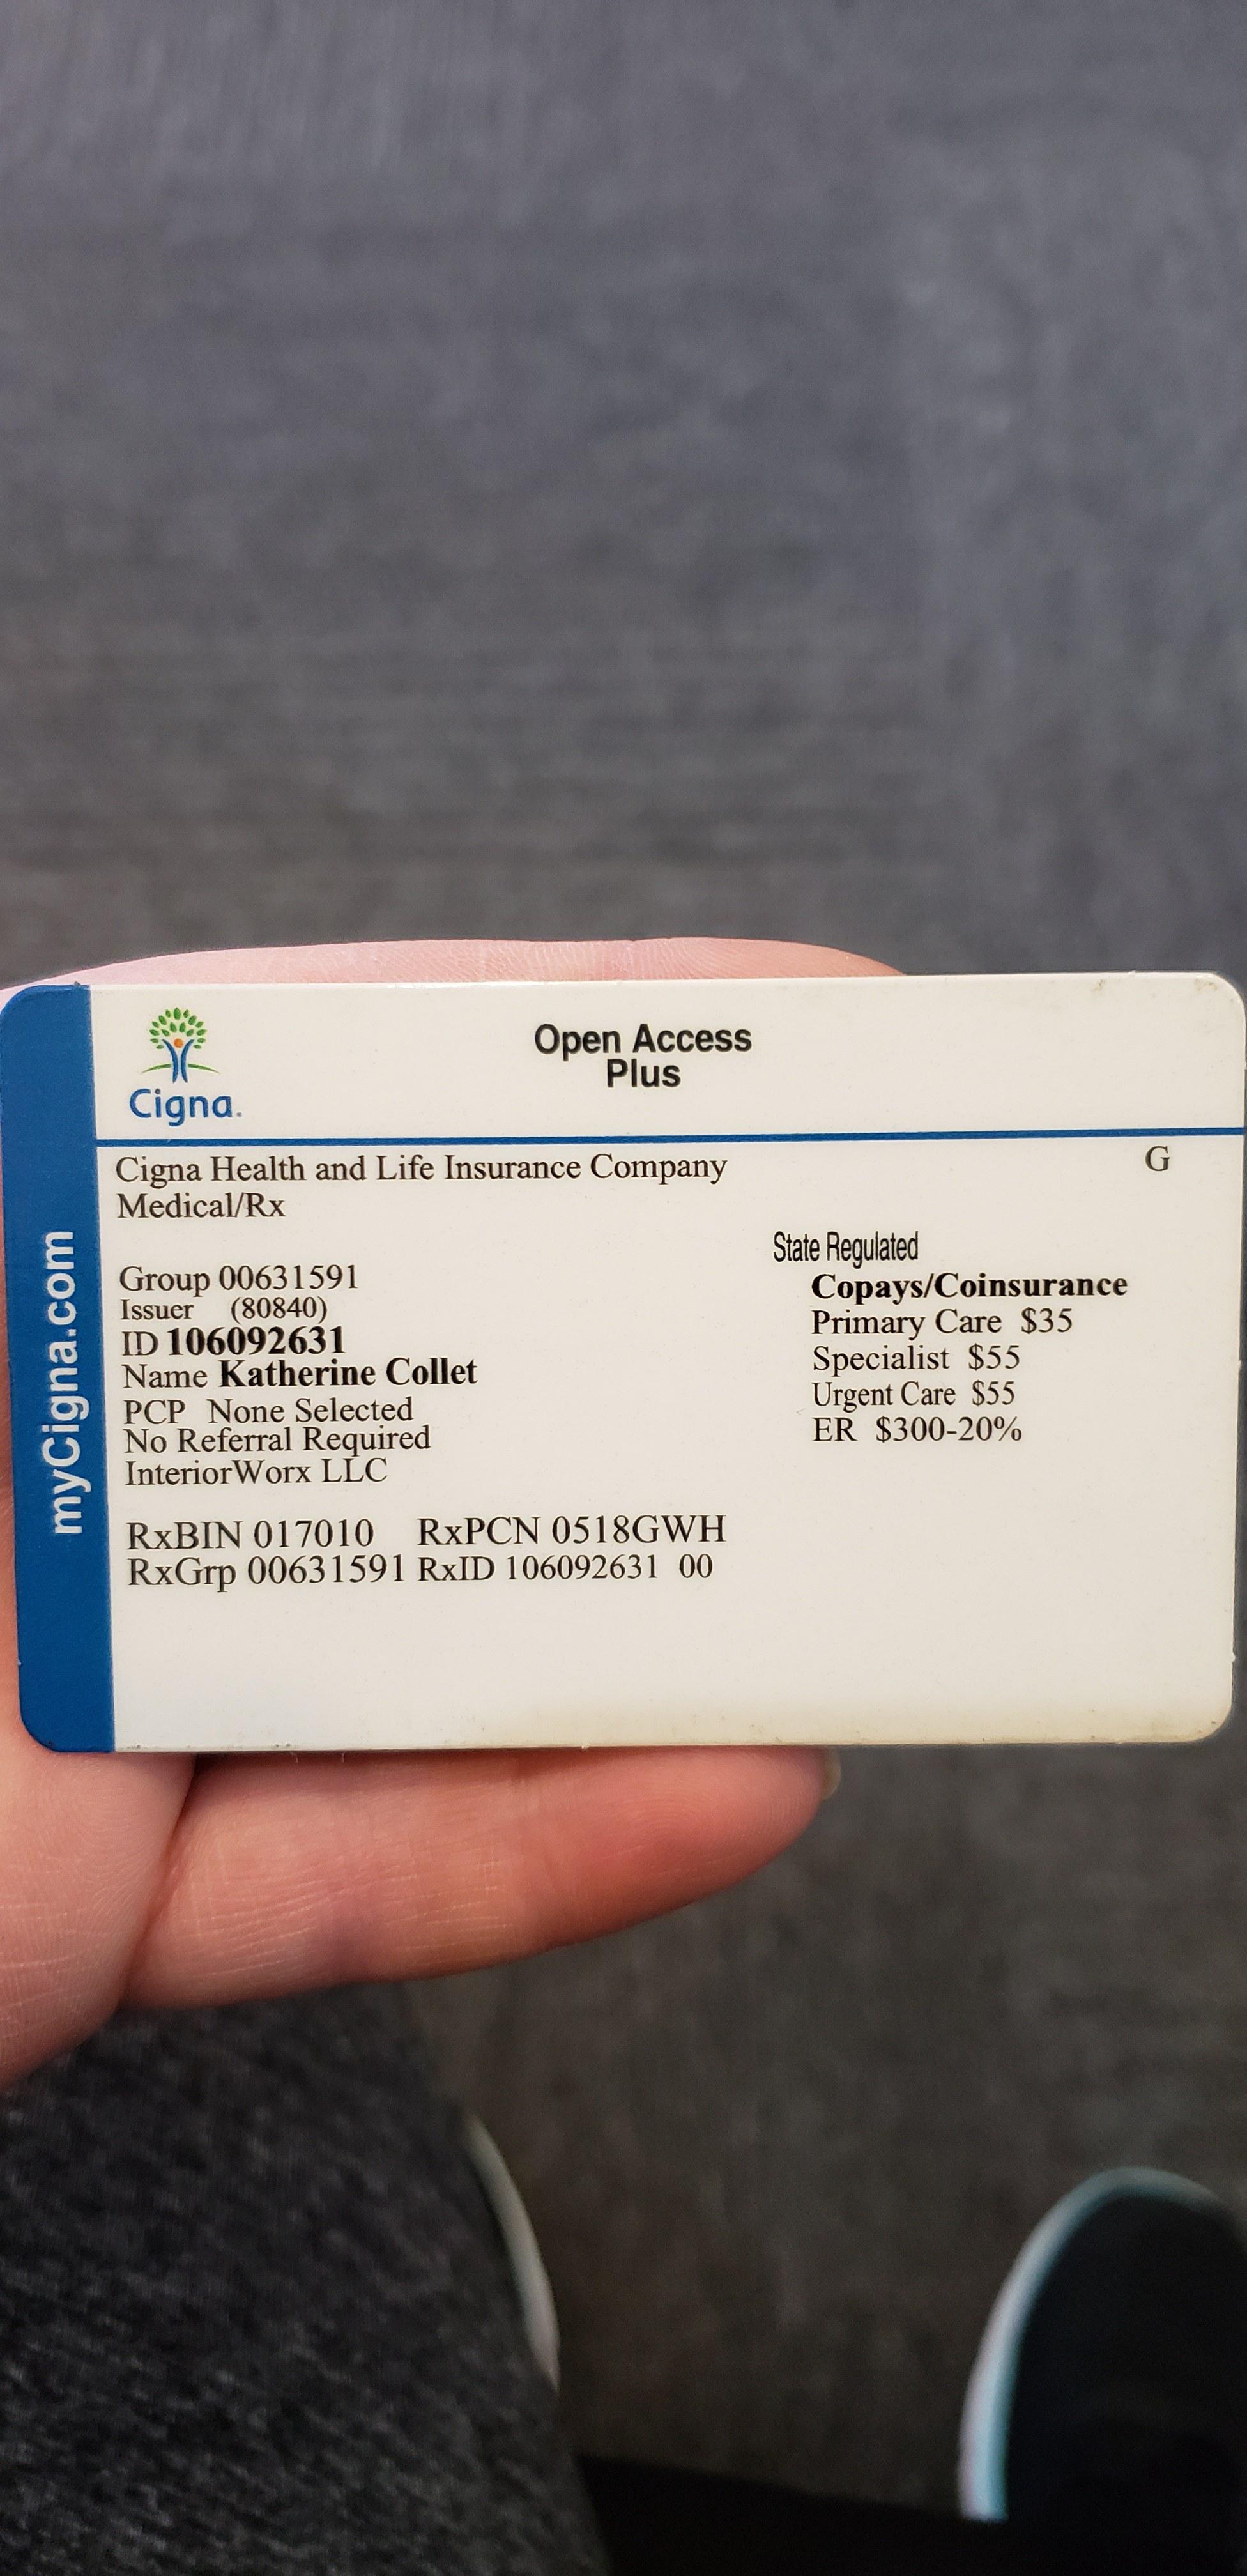 Cigna.
Open Access
Plus
Cigna Health and Life Insurance Company
G
Medical/Rx
Group 00631591
Issuer (80840)
ID 106092631
Name Katherine Collet
PCP None Selected
No Referral Required
InteriorWorx LLC
State Regulated
Copays/Coinsurance
Primary Care $35
Specialist $55
Urgent Care $55
ER $300-20%
RxBIN 017010 RxPCN 0518GWH
RxGrp 00631591 RxID 106092631 00
myCigna.com